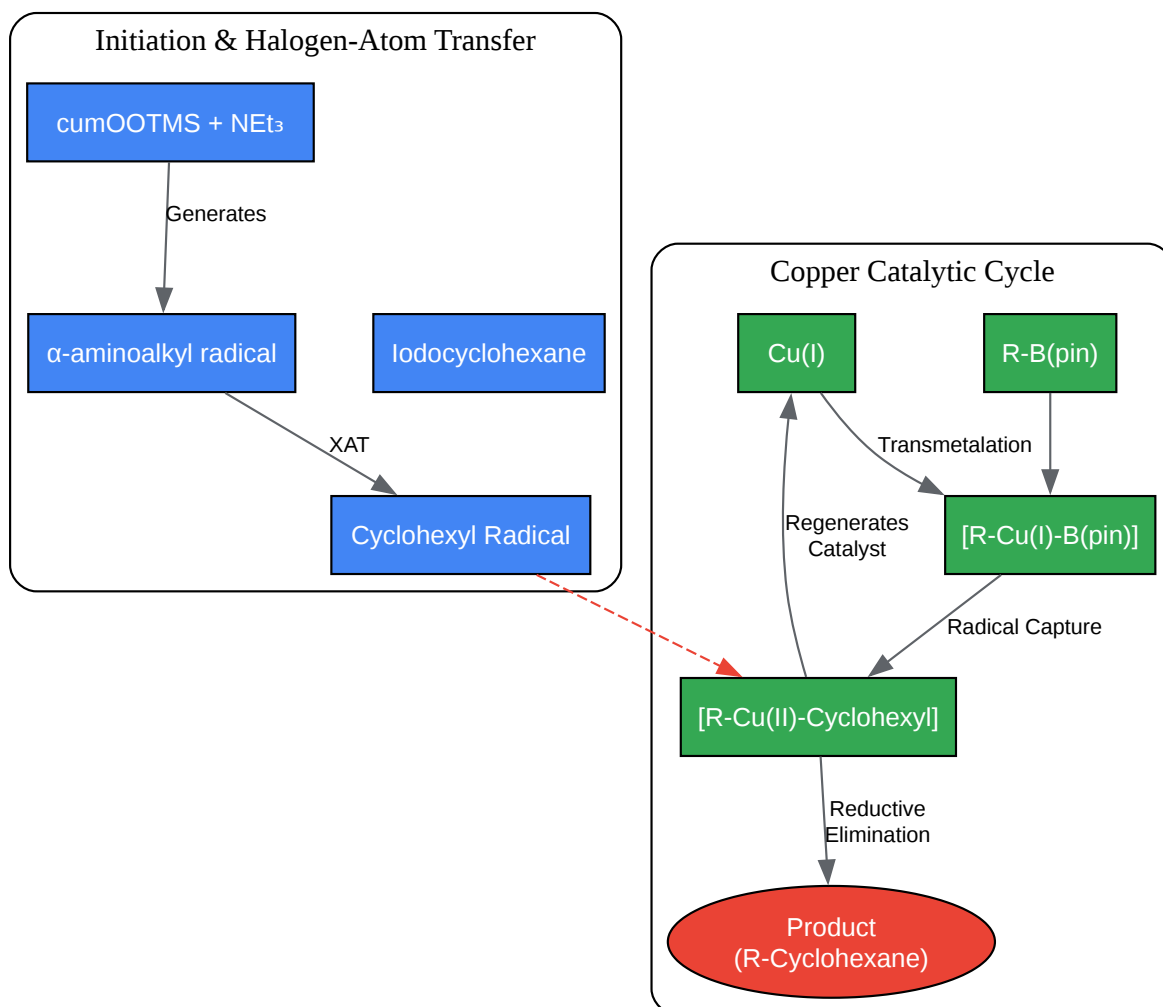 Initiation & Halogen-Atom Transfer
cumOOTMS + NEt₃
Generates
α-aminoalkyl radical
Iodocyclohexane
XAT
Cyclohexyl Radical
Copper Catalytic Cycle
Cu(I)
R-B(pin)
Transmetalation
Regenerates
Catalyst
[R-Cu(I)-B(pin)]
Radical Capture
[R-Cu(II)-Cyclohexyl]
Reductive
Elimination
Product
(R-Cyclohexane)